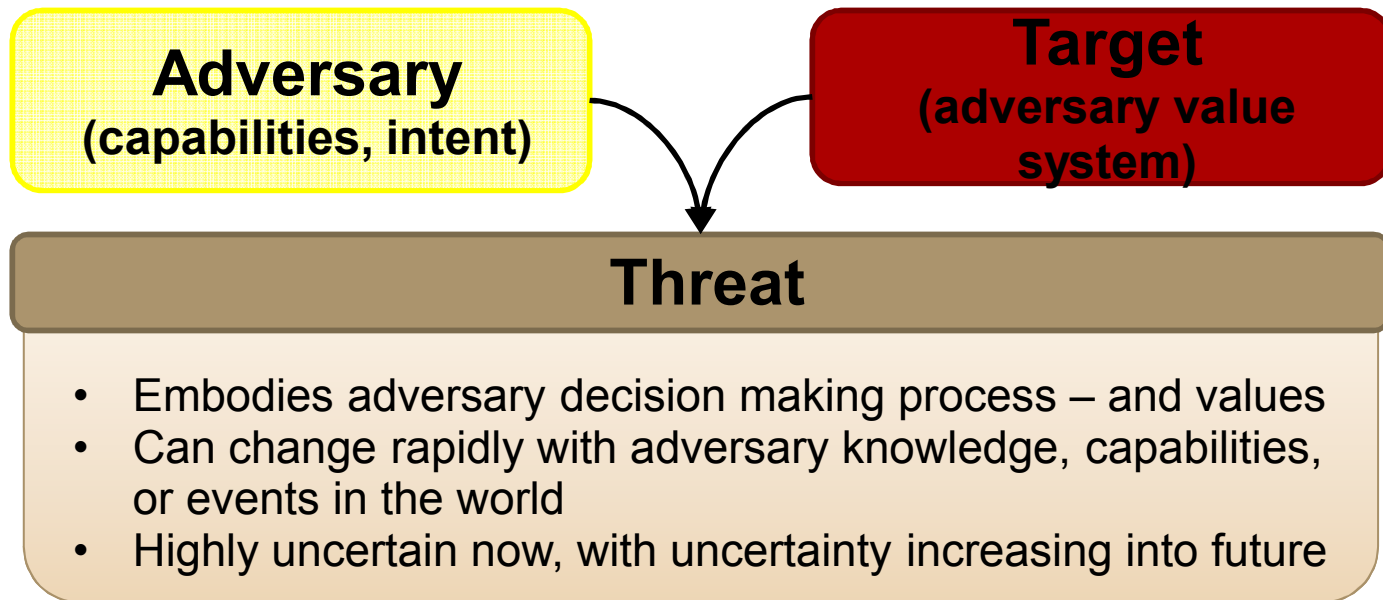 Adversary
(capabilities, intent)
Target
(adversary value
system)
Threat
• Embodies adversary decision making process – and values
• Can change rapidly with adversary knowledge, capabilities,
or events in the world
• Highly uncertain now, with uncertainty increasing into future